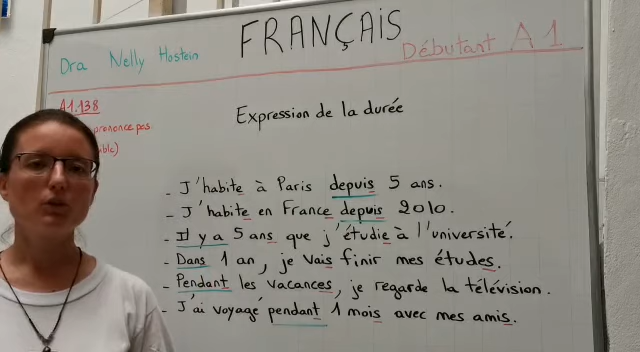 FRANÇAIS
Dra Nelly Hostein
Débutant A1
A1.138
prononce pas
Expression de la durée
- J'habite à Paris depuis 5 ans.
- J'habite en France depuis 2010.
- Il y a 5 ans que j'étudie à l'université.
- Dans 1 an, je vais finir mes études.
- Pendant les vacances, je regarde la télévision.
- J'ai voyagé pendant 1 mois avec mes amis.